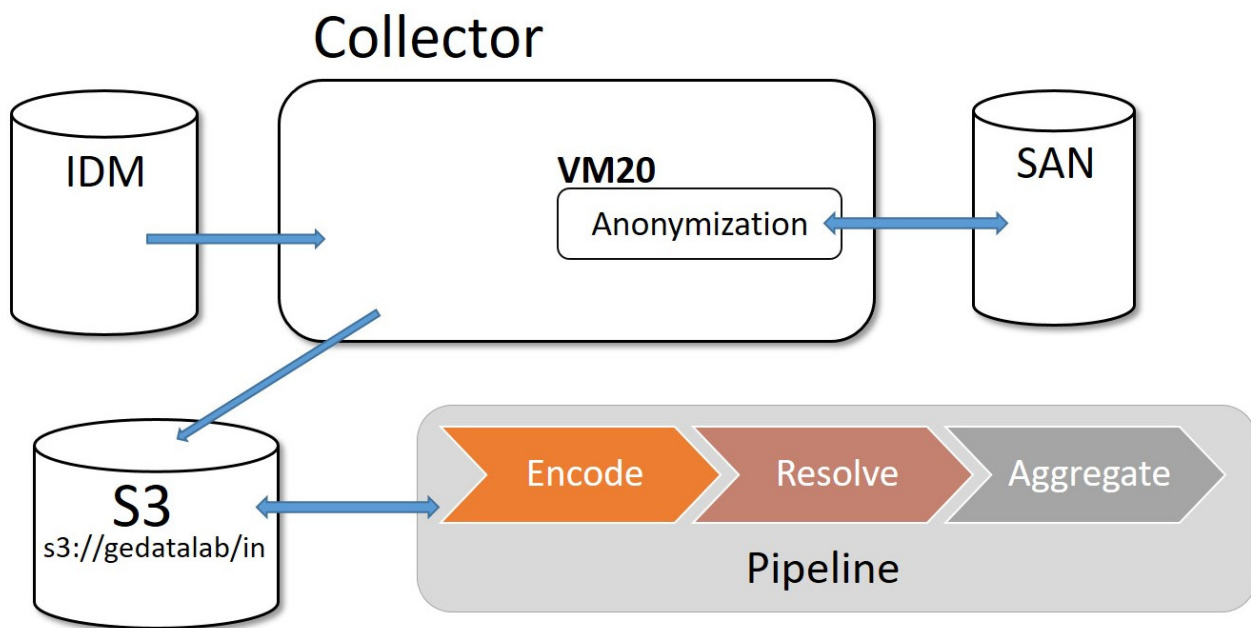 Collector
IDM
VM20
Anonymization
SAN
S3
s3://gedatalab/in
Encode
Resolve
Aggregate
Pipeline